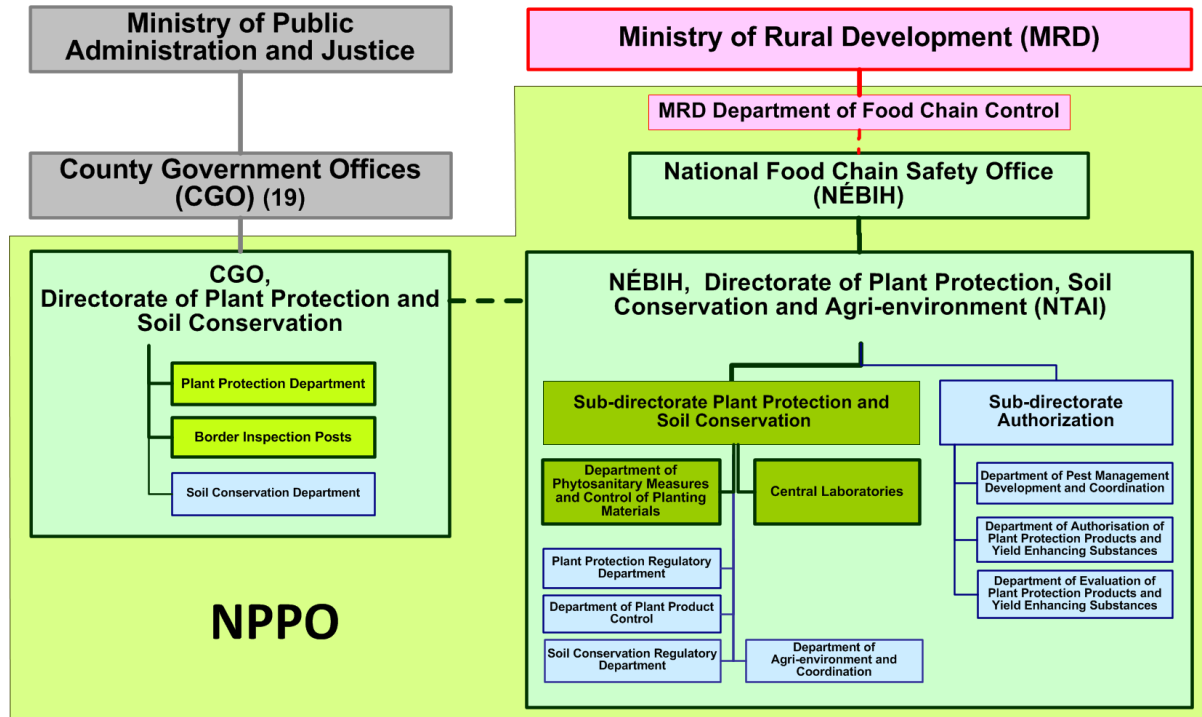 Ministry of Public
Administration and Justice
Ministry of Rural Development (MRD)
MRD Department of Food Chain Control
County Government Offices
(CGO) (19)
National Food Chain Safety Office
(NÉBIH)
CGO,
Directorate of Plant Protection and
Soil Conservation
Plant Protection Department
Border Inspection Posts
Soil Conservation Department
NÉBIH, Directorate of Plant Protection, Soil
Conservation and Agri-environment (NTAI)
Sub-directorate Plant Protection and
Soil Conservation
Department of
Phytosanitary Measures
and Control of Planting
Materials
Central Laboratories
Plant Protection Regulatory
Department
Department of Plant Product
Control
Soil Conservation Regulatory
Department
Department of
Agri-environment and
Coordination
Sub-directorate
Authorization
Department of Pest Management
Development and Coordination
Department of Authorisation of
Plant Protection Products and
Yield Enhancing Substances
Department of Evaluation of
Plant Protection Products and
Yield Enhancing Substances
NPPO